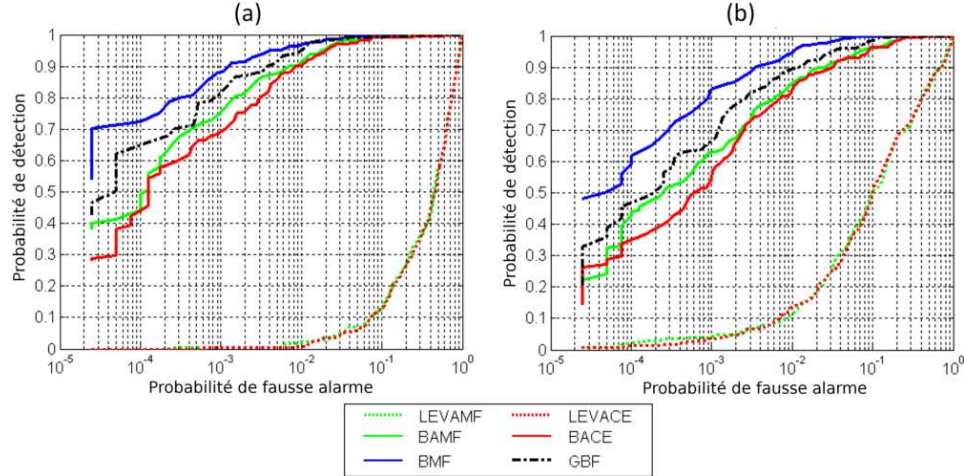 (a)
(b)
Probabilité de détection
1
0.9
0.8
0.7
0.6
0.5
0.4
0.3
0.2
0.1
0
10^-5
10^-4
10^-3
10^-2
10^-1
10^0
Probabilité de fausse alarme
Probabilité de détection
1
0.9
0.8
0.7
0.6
0.5
0.4
0.3
0.2
0.1
0
10^-5
10^-4
10^-3
10^-2
10^-1
10^0
Probabilité de fausse alarme
LEVAMF
LEVACE
BAMF
BACE
BMF
GBF